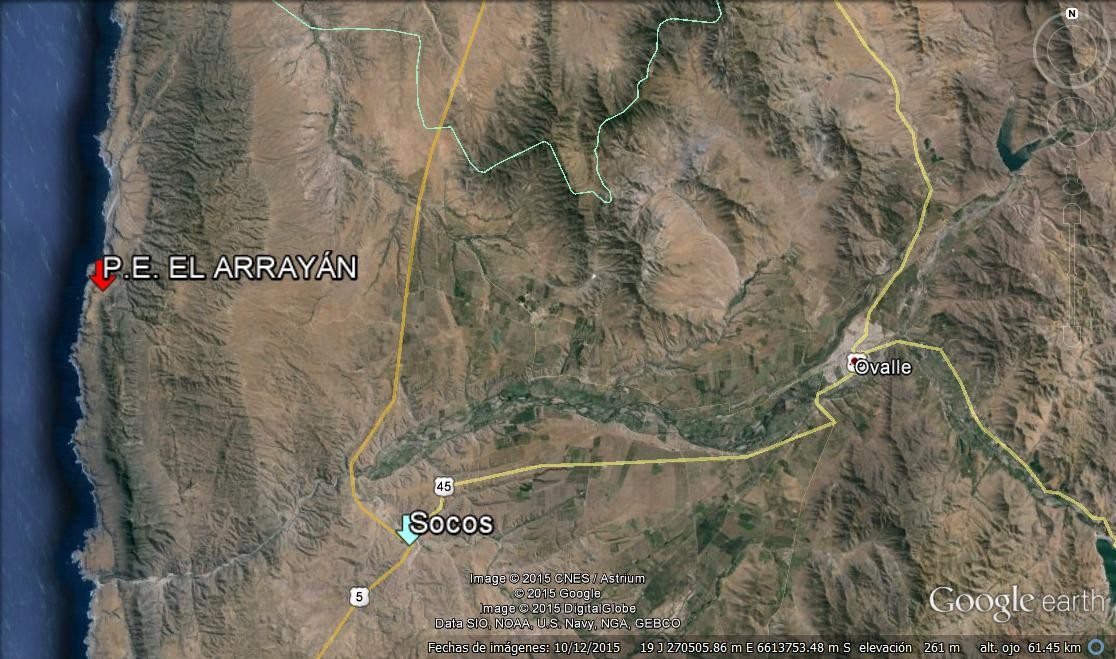 N
P.E. EL ARRAYÁN
Ovalle
45
Socos
5
Image © 2015 CNES / Astrium
© 2015 Google
Image © 2015 DigitalGlobe
Data SIO, NOAA, U.S. Navy, NGA, GEBCO
Google earth
Fechas de imágenes: 10/12/2015 19 J 270505.86 m E 6613753.48 m S elevación 261 m alt. ojo 61.45 km